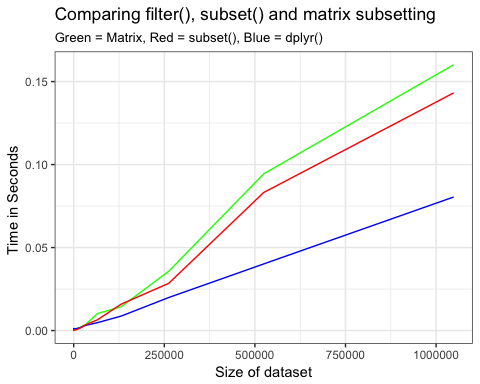 Comparing filter(), subset() and matrix subsetting
Green = Matrix, Red = subset(), Blue = dplyr()
Time in Seconds
0.15
0.10
0.05
0.00
0
250000
500000
750000
1000000
Size of dataset